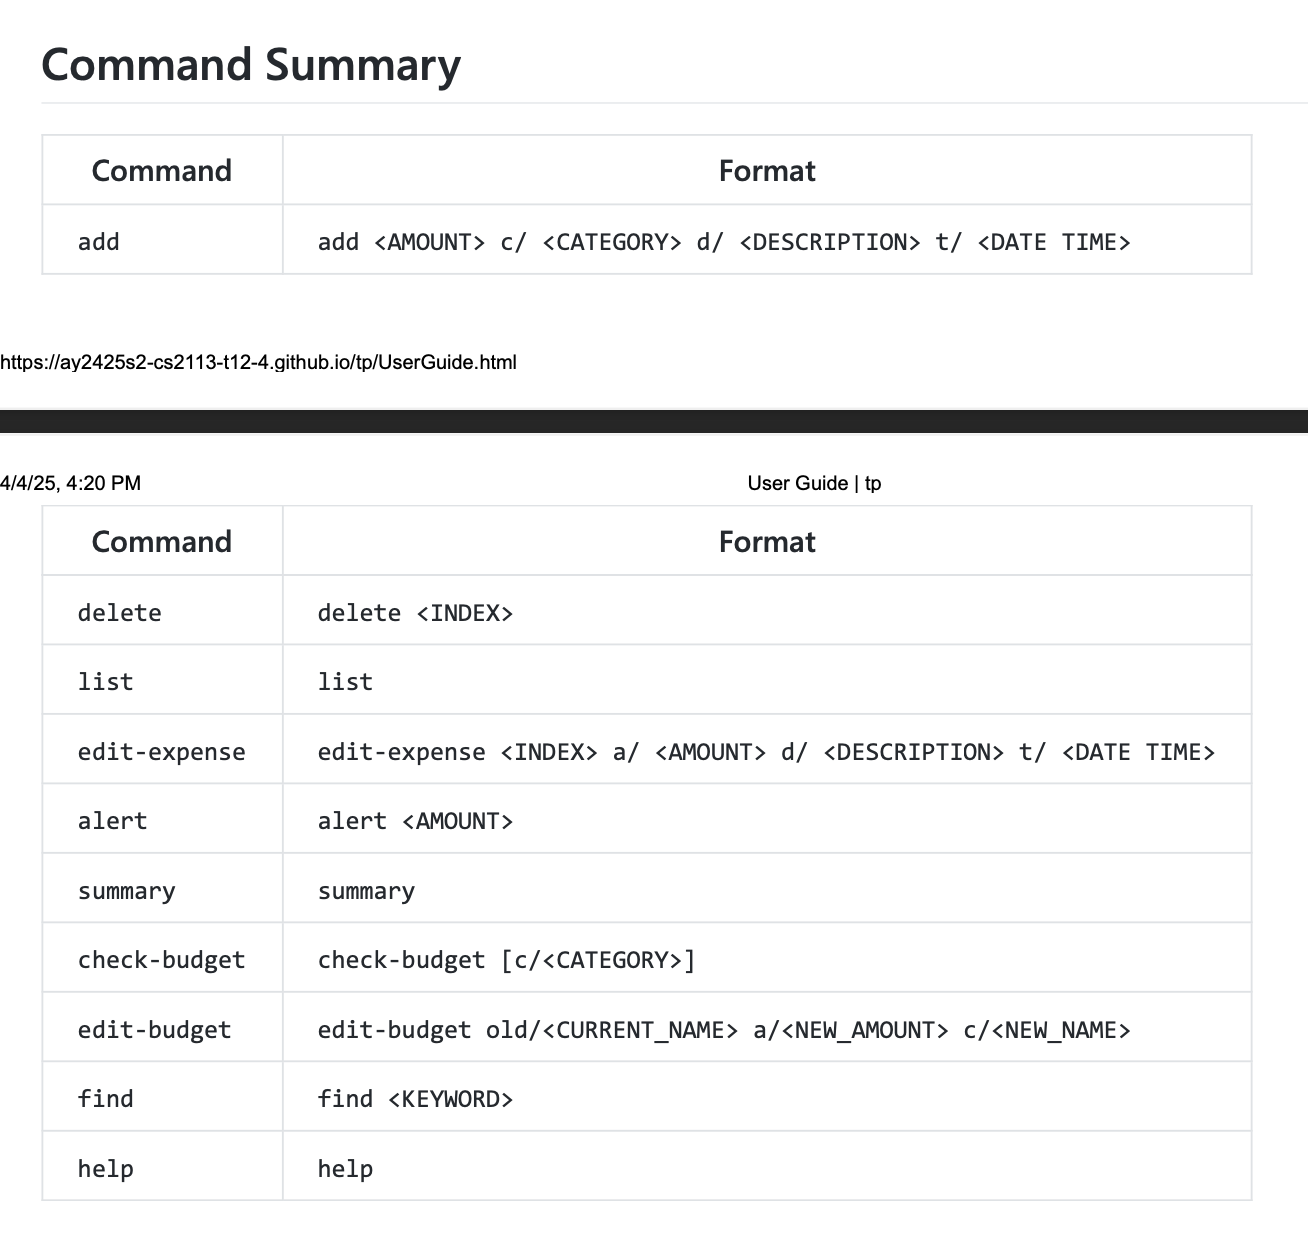 Command Summary
Command Format
add add <AMOUNT> c/ <CATEGORY> d/ <DESCRIPTION> t/ <DATE TIME>
https://ay2425s2-cs2113-t12-4.github.io/tp/UserGuide.html
4/4/25, 4:20 PM User Guide | tp
Command Format
delete delete <INDEX>
list list
edit-expense edit-expense <INDEX> a/ <AMOUNT> d/ <DESCRIPTION> t/ <DATE TIME>
alert alert <AMOUNT>
summary summary
check-budget check-budget [c/<CATEGORY>]
edit-budget edit-budget old/<CURRENT_NAME> a/<NEW_AMOUNT> c/<NEW_NAME>
find find <KEYWORD>
help help